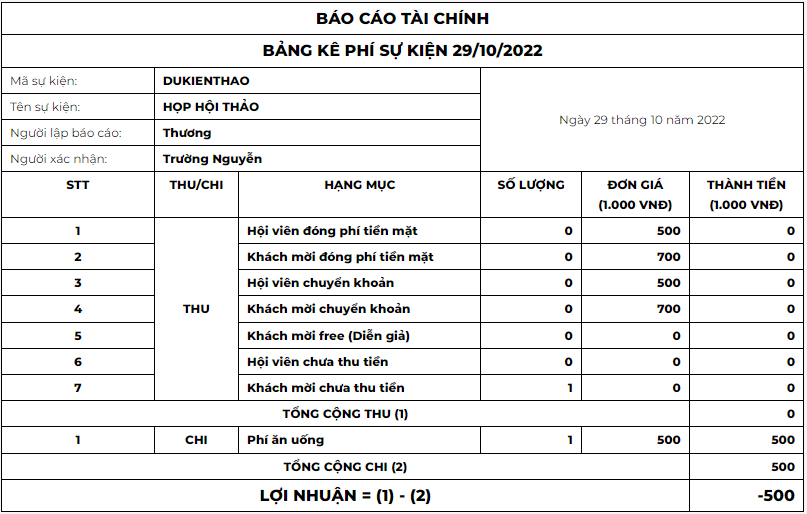 BÁO CÁO TÀI CHÍNH
BẢNG KÊ PHÍ SỰ KIỆN 29/10/2022
Mã sự kiện: DUKIENTHAO
Tên sự kiện: HỌP HỘI THẢO
Người lập báo cáo: Thương
Người xác nhận: Trường Nguyễn
Ngày 29 tháng 10 năm 2022
STT THU/CHI HẠNG MỤC SỐ LƯỢNG ĐƠN GIÁ (1.000 VNĐ) THÀNH TIỀN (1.000 VNĐ)
1 Hội viên đóng phí tiền mặt 0 500 0
2 Khách mời đóng phí tiền mặt 0 700 0
3 Hội viên chuyển khoản 0 500 0
4 THU Khách mời chuyển khoản 0 700 0
5 Khách mời free (Diễn giả) 0 0 0
6 Hội viên chưa thu tiền 0 0 0
7 Khách mời chưa thu tiền 1 0 0
TỔNG CỘNG THU (1) 0
1 CHI Phí ăn uống 1 500 500
TỔNG CỘNG CHI (2) 500
LỢI NHUẬN = (1) - (2) -500